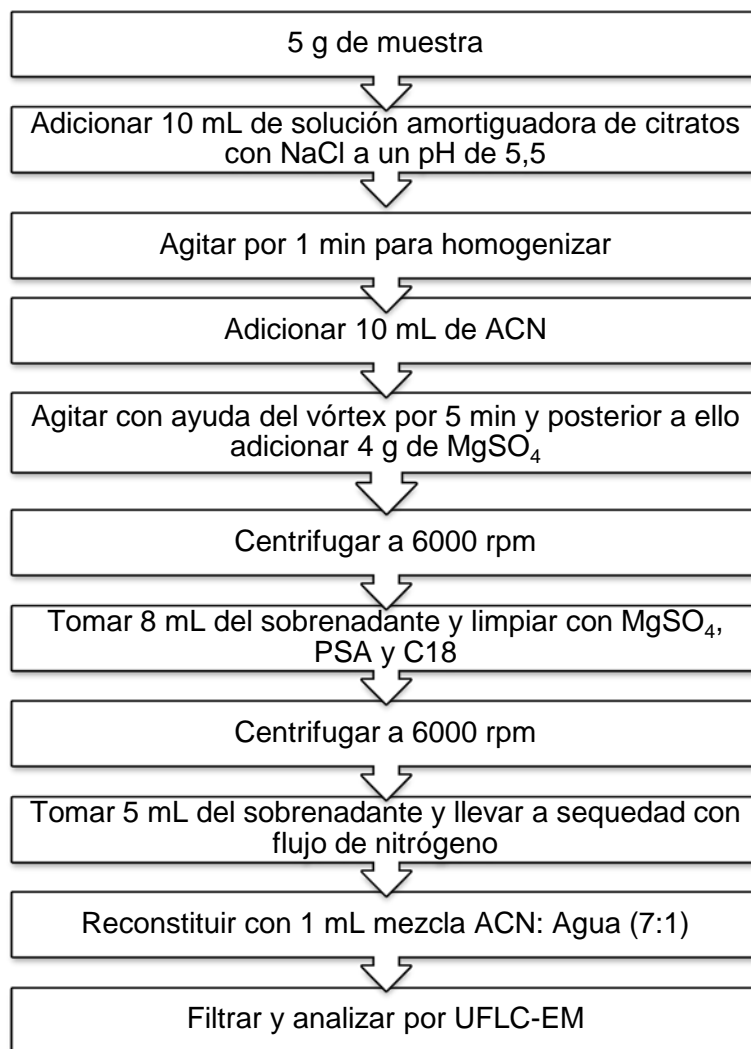 5 g de muestra
Adicionar 10 mL de solución amortiguadora de citratos
con NaCl a un pH de 5,5
Agitar por 1 min para homogenizar
Adicionar 10 mL de ACN
Agitar con ayuda del vórtex por 5 min y posterior a ello
adicionar 4 g de MgSO₄
Centrifugar a 6000 rpm
Tomar 8 mL del sobrenadante y limpiar con MgSO₄,
PSA y C18
Centrifugar a 6000 rpm
Tomar 5 mL del sobrenadante y llevar a sequedad con
flujo de nitrógeno
Reconstituir con 1 mL mezcla ACN: Agua (7:1)
Filtrar y analizar por UFLC-EM